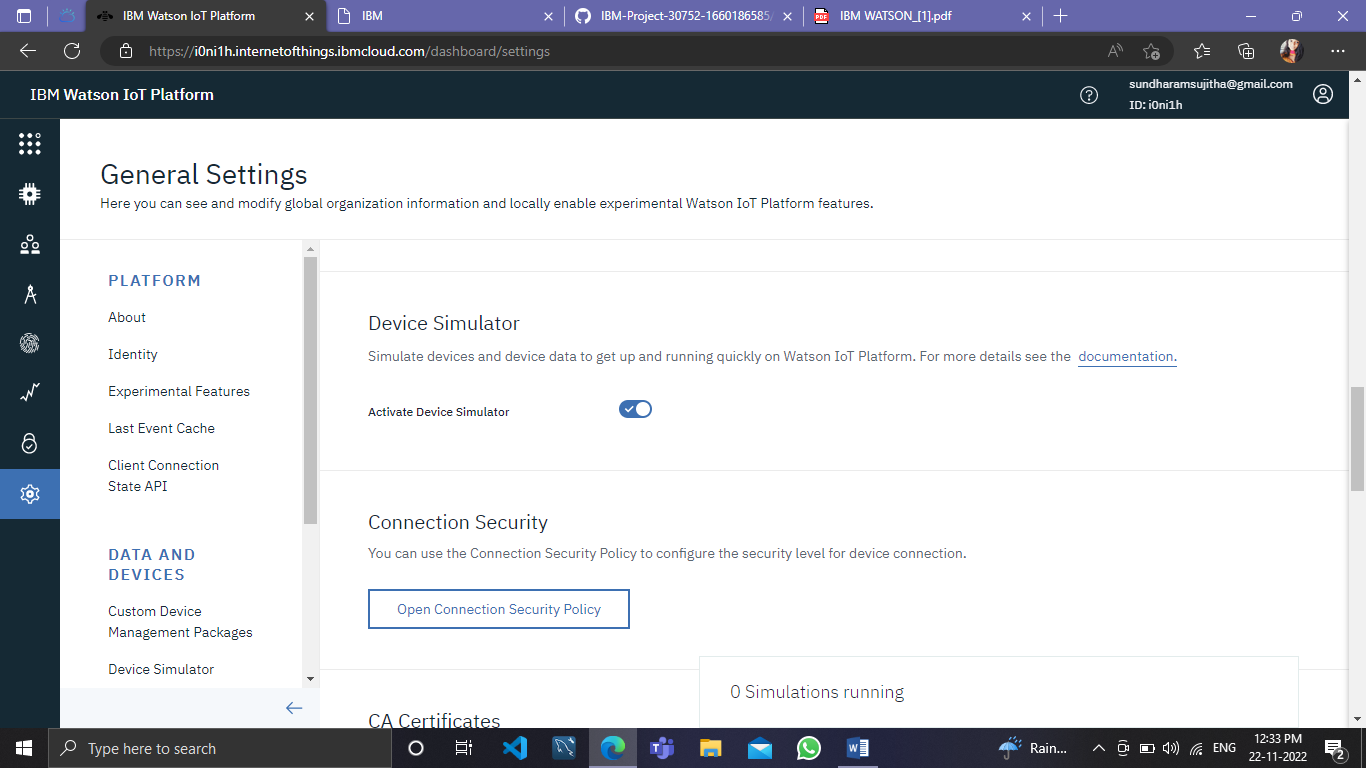 IBM Watson IoT Platform
IBM
IBM-Project-30752-1660186585/
IBM WATSON_[1].pdf
https://i0ni1h.internetofthings.ibmcloud.com/dashboard/settings
IBM Watson IoT Platform
sundharamsujitha@gmail.com
ID: i0ni1h
General Settings
Here you can see and modify global organization information and locally enable experimental Watson IoT Platform features.
PLATFORM
About
Identity
Experimental Features
Last Event Cache
Client Connection
State API
DATA AND
DEVICES
Custom Device
Management Packages
Device Simulator
Device Simulator
Simulate devices and device data to get up and running quickly on Watson IoT Platform. For more details see the documentation.
Activate Device Simulator
Connection Security
You can use the Connection Security Policy to configure the security level for device connection.
Open Connection Security Policy
CA Certificates
0 Simulations running
Type here to search
Rain...
ENG
12:33 PM
22-11-2022
2